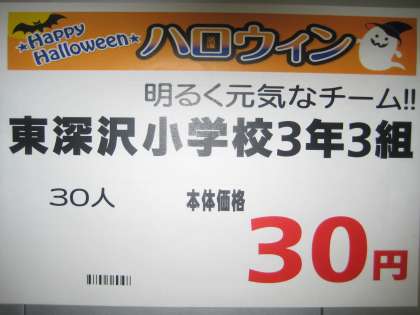 Happy
Halloween
ハロウィン
明るく元気なチーム!!
東深沢小学校3年3組
30人
本体価格
30円